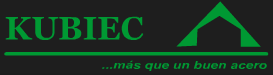 KUBIEC
...más que un buen acero